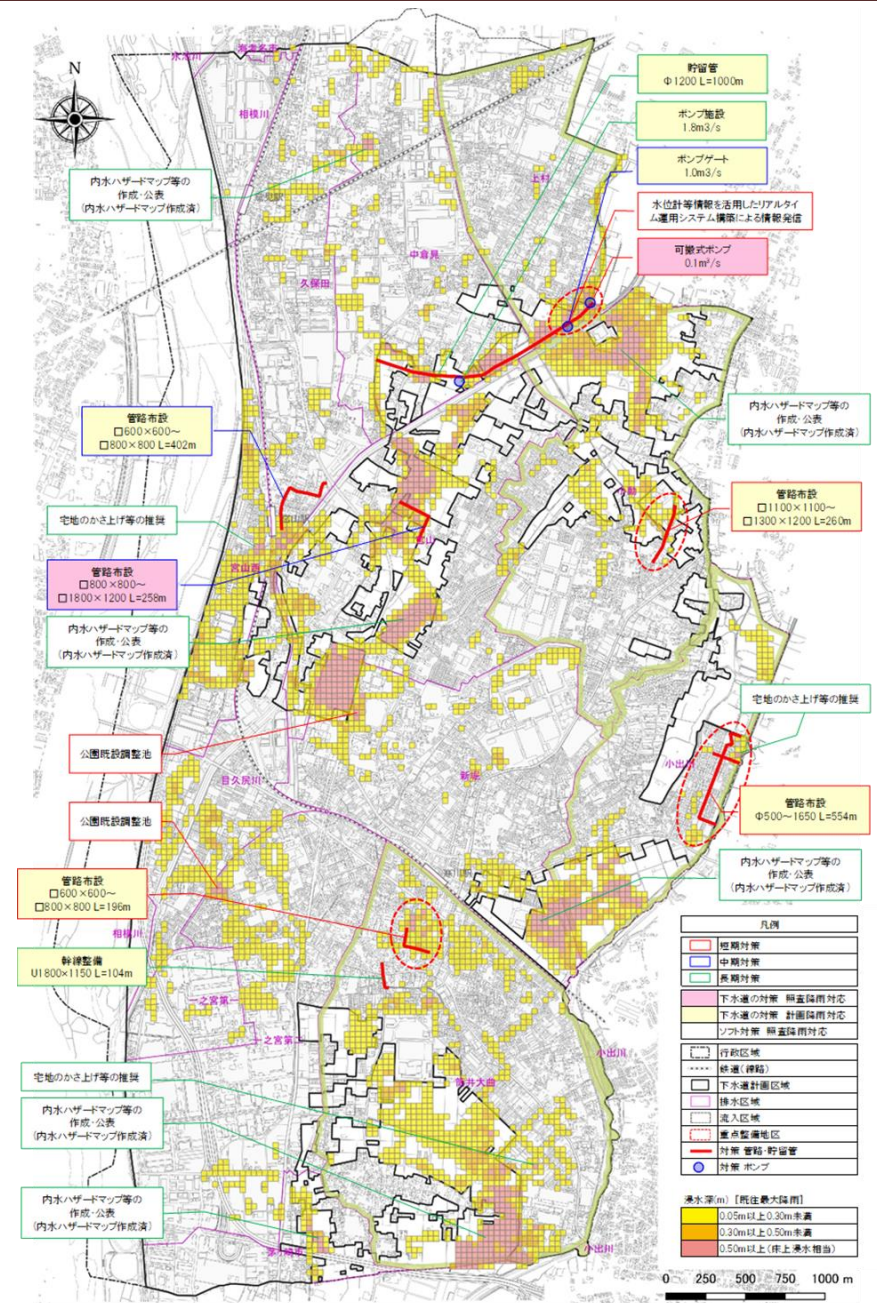 N
貯留管
Φ1200 L=1000m
ポンプ施設
1.8m3/s
ポンプゲート
1.0m3/s
水位計等情報を活用したリアルタイ
ム運用システム構築による情報発信
可搬式ポンプ
0.1m³/s
内水ハザードマップ等の
作成・公表
(内水ハザードマップ作成済)
相模川
上村
中倉見
久保田
内水ハザードマップ等の
作成・公表
(内水ハザードマップ作成済)
管路布設
□600×600～
□800×800 L=402m
宅地のかさ上げ等の推奨
管路布設
□1100×1100～
□1300×1200 L=260m
宮山
宮山西
管路布設
□800×800～
□1800×1200 L=258m
内水ハザードマップ等の
作成・公表
(内水ハザードマップ作成済)
宅地のかさ上げ等の推奨
公園既設調整池
目久尻川
小出川
管路布設
Φ500～1650 L=554m
公園既設調整池
内水ハザードマップ等の
作成・公表
(内水ハザードマップ作成済)
管路布設
□600×600～
□800×800 L=196m
相模川
幹線整備
U1800×1150 L=104m
一之宮第一
一之宮第二
小出川
宅地のかさ上げ等の推奨
内水ハザードマップ等の
作成・公表
(内水ハザードマップ作成済)
内水ハザードマップ等の
作成・公表
(内水ハザードマップ作成済)
小出川
凡例
短期対策
中期対策
長期対策
下水道の対策 照査降雨対応
下水道の対策 計画降雨対応
ソフト対策 照査降雨対応
行政区域
鉄道(線路)
下水道計画区域
排水区域
流入区域
重点整備地区
対策 管路・貯留管
対策 ポンプ
浸水深(m) [既往最大降雨]
0.05m以上0.30m未満
0.30m以上0.50m未満
0.50m以上(床上浸水相当)
0 250 500 750 1000 m